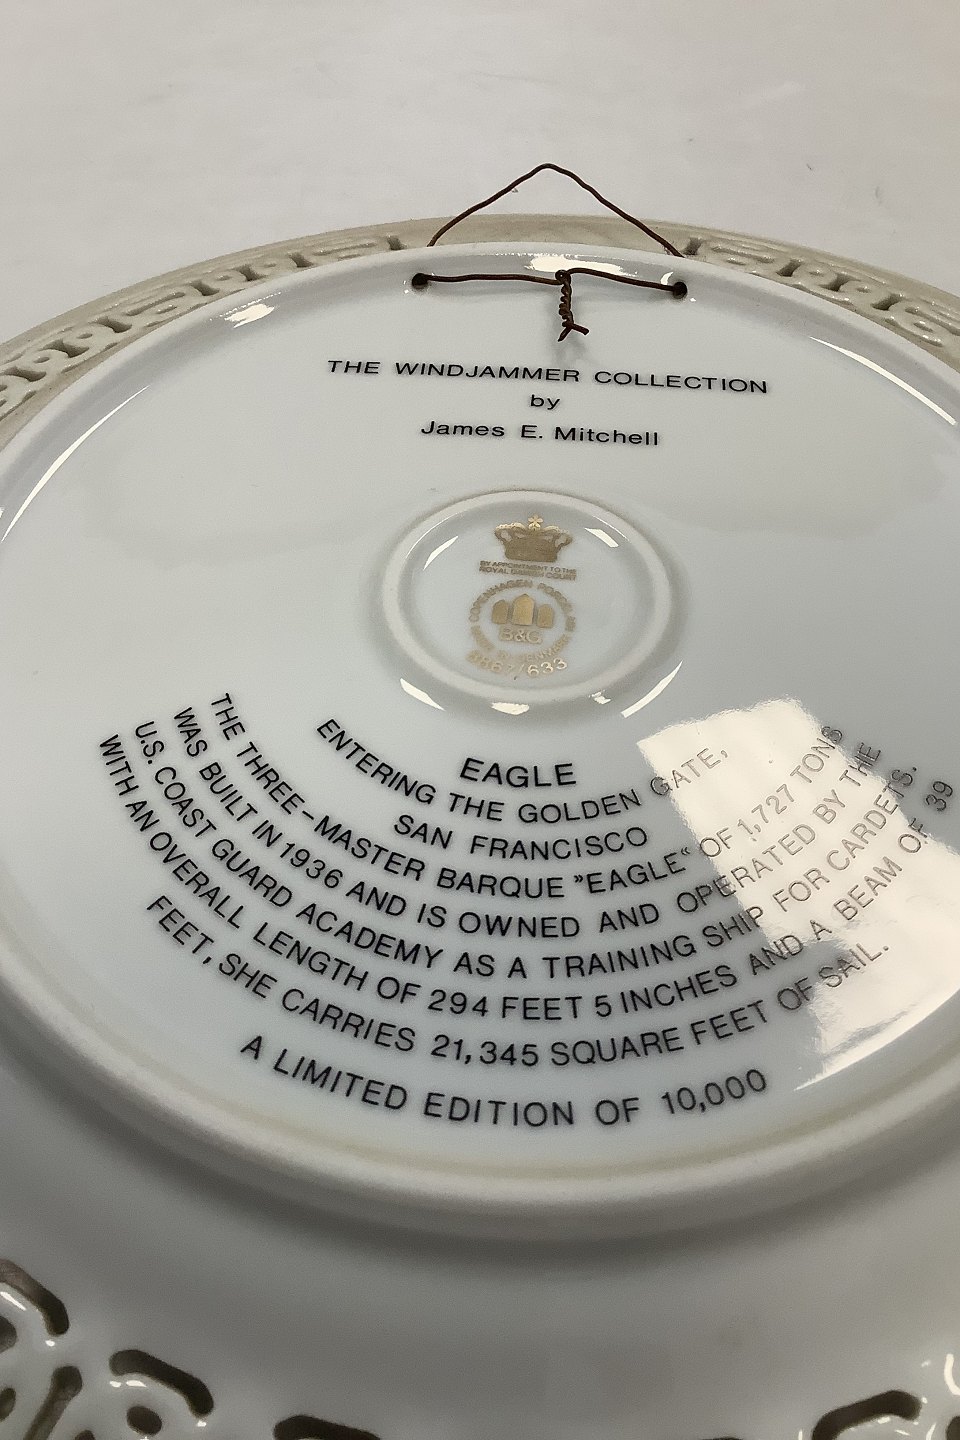 THE WINDJAMMER COLLECTION
by
James E. Mitchell
BY APPOINTMENT TO THE
ROYAL DANISH COURT
COPENHAGEN PORCELAIN
B&G
MADE IN DENMARK
/633
EAGLE
ENTERING THE GOLDEN GATE,
SAN FRANCISCO
THE THREE-MASTER BARQUE "EAGLE“ OF 1,727 TONS
WAS BUILT IN 1936 AND IS OWNED AND OPERATED BY THE
U.S. COAST GUARD ACADEMY AS A TRAINING SHIP FOR CARDETS.
WITH AN OVERALL LENGTH OF 294 FEET 5 INCHES AND A BEAM OF 39
FEET, SHE CARRIES 21,345 SQUARE FEET OF SAIL.
A LIMITED EDITION OF 10,000